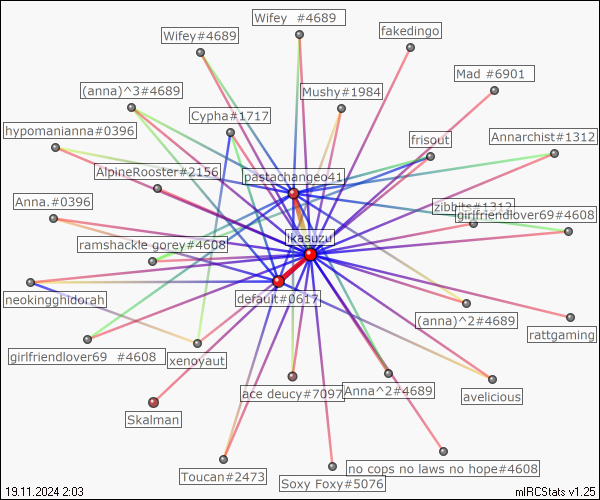 Wifey #4689
Wifey#4689
fakedingo
Mad #6901
(anna)^3#4689
Mushy#1984
Cypha#1717
hypomanianna#0396
frisout
Annarchist#1312
AlpineRooster#2156
pastachangeo41
Anna.#0396
zibbits#1312
girlfriendlover69#4608
ramshackle gorey#4608
ikasuzu
neokingghidorah
default#0617
(anna)^2#4689
rattgaming
girlfriendlover69 #4608
xenoyaut
ace deucy#7097
Anna^2#4689
avelicious
Skalman
Toucan#2473
Soxy Foxy#5076
no cops no laws no hope#4608
19.11.2024 2:03
mIRCStats v1.25